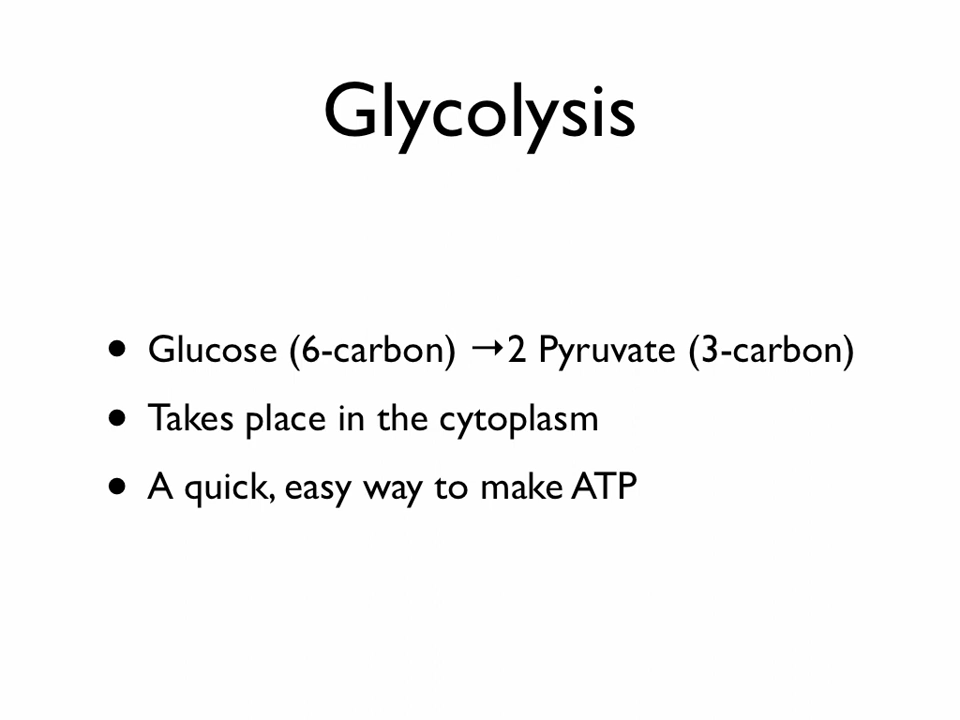 Glycolysis
• Glucose (6-carbon) →2 Pyruvate (3-carbon)
• Takes place in the cytoplasm
• A quick, easy way to make ATP